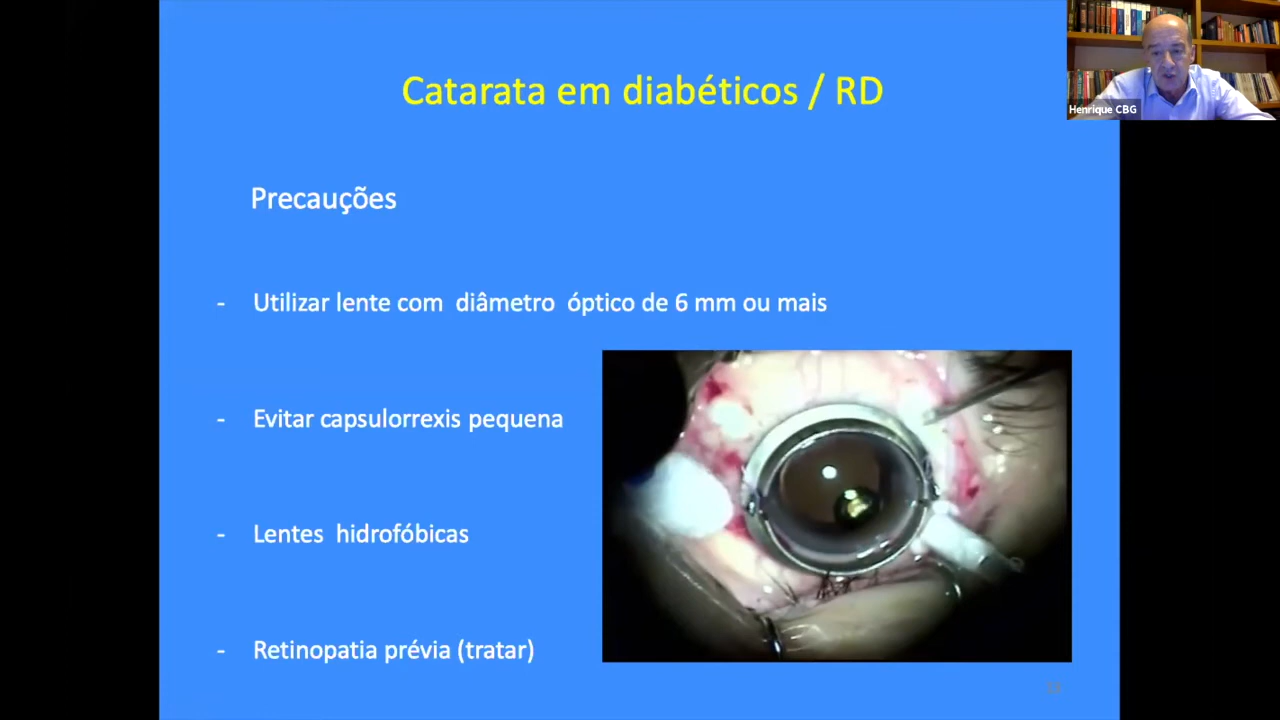 Catarata em diabéticos / RD
Henrique CBG
Precauções
- Utilizar lente com diâmetro óptico de 6 mm ou mais
- Evitar capsulorrexis pequena
- Lentes hidrofóbicas
- Retinopatia prévia (tratar)